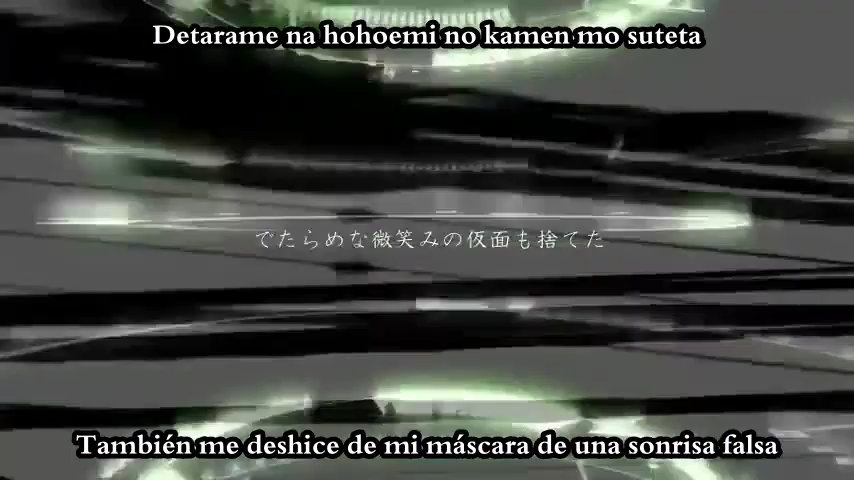 Detarame na hohoemi no kamen mo suteta
でたらめな微笑みの仮面も捨てた
También me deshice de mi máscara de una sonrisa falsa